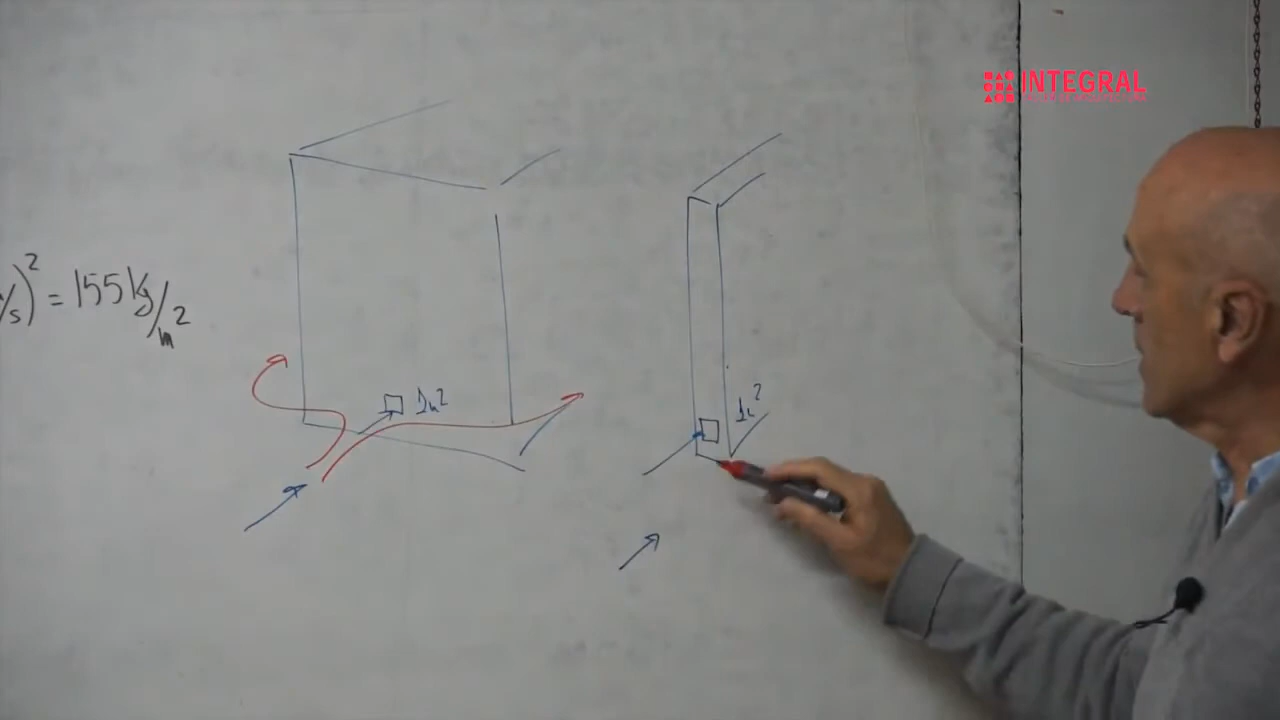 /s)² = 155 kg/m²
1m²
1m²
INTEGRAL